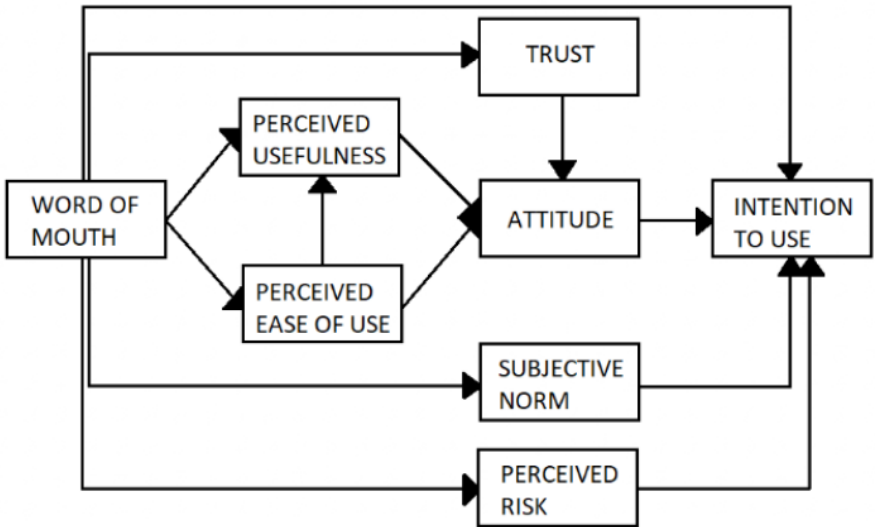 TRUST
PERCEIVED
USEFULNESS
WORD OF
MOUTH
ATTITUDE
INTENTION
TO USE
PERCEIVED
EASE OF USE
SUBJECTIVE
NORM
PERCEIVED
RISK